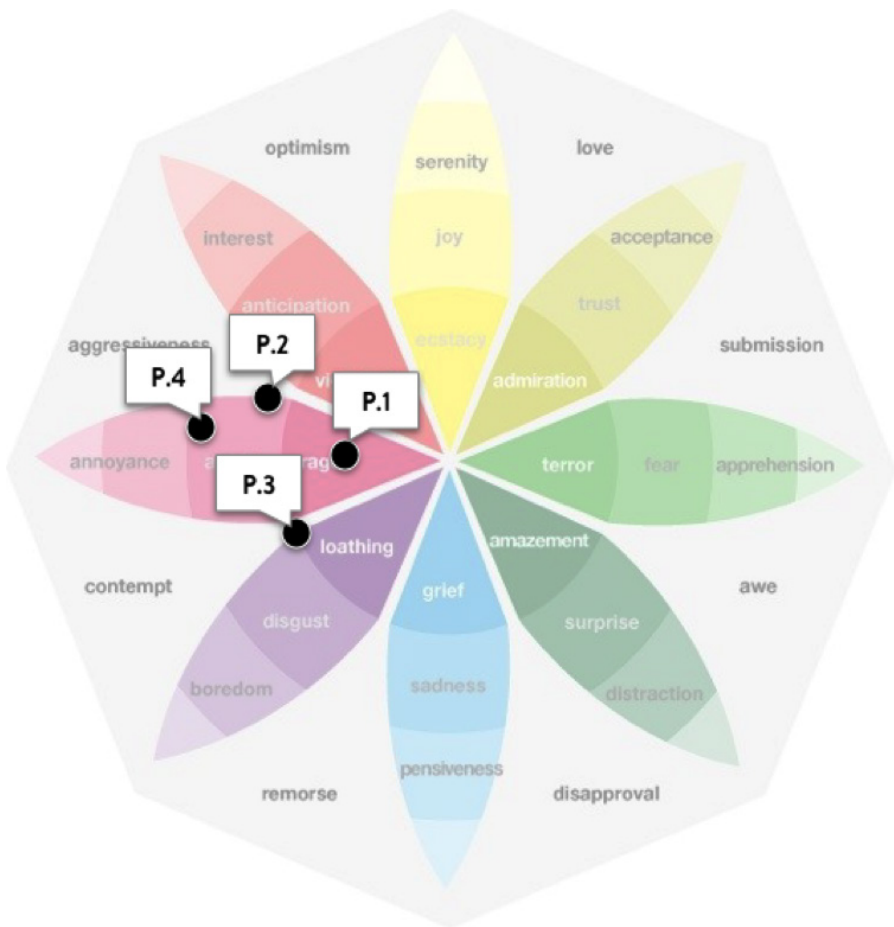 optimism
love
serenity
interest
joy
acceptance
anticipation
trust
aggressiveness
P.2
ecstacy
submission
P.4
admiration
P.1
annoyance
terror
fear
apprehension
P.3
loathing
amazement
contempt
grief
awe
disgust
surprise
boredom
sadness
distraction
pensiveness
remorse
disapproval